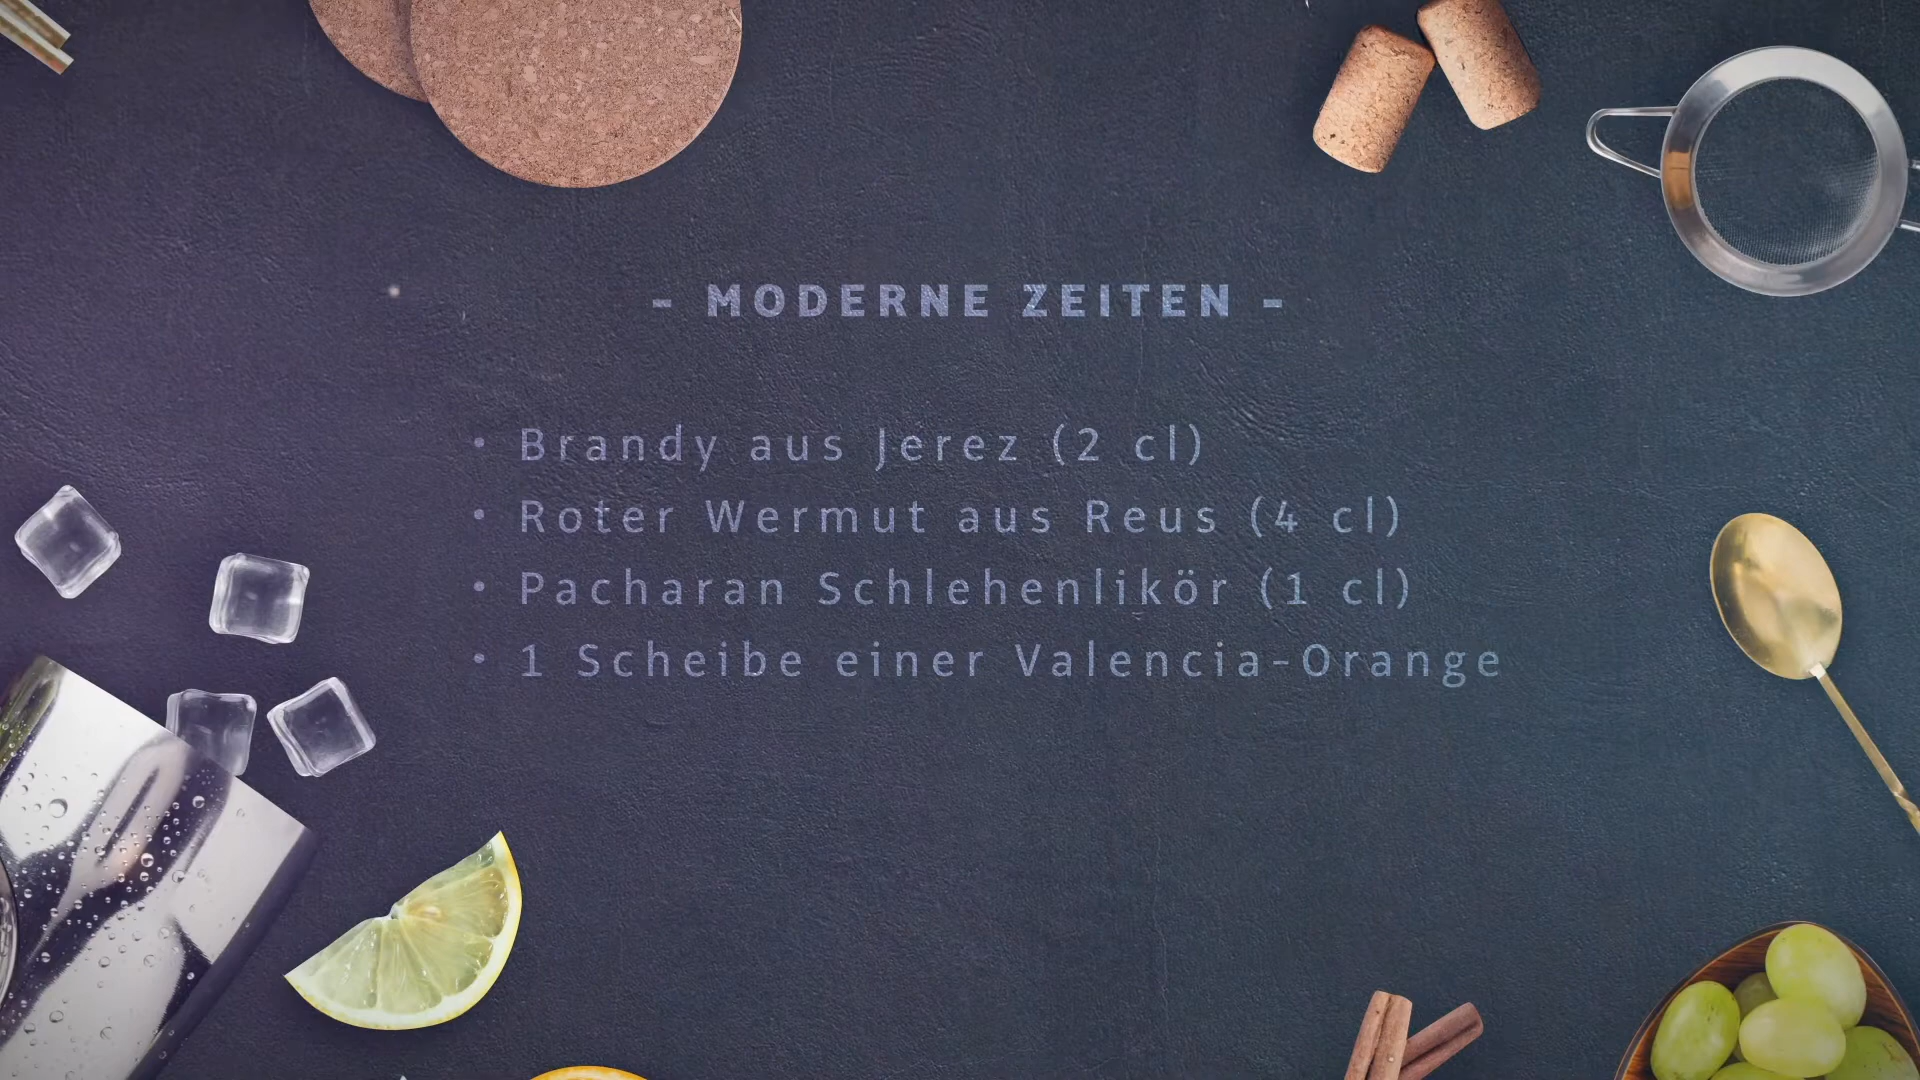 - MODERNE ZEITEN -
• Brandy aus Jerez (2 cl)
• Roter Wermut aus Reus (4 cl)
• Pacharan Schlehenlikör (1 cl)
• 1 Scheibe einer Valencia-Orange